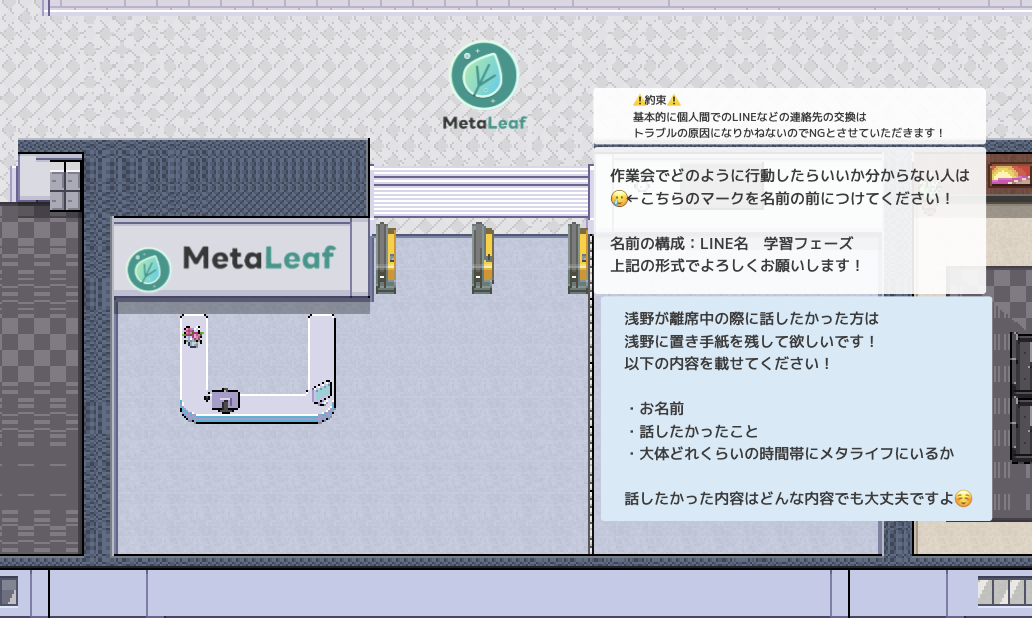 MetaLeaf
⚠️約束⚠️
基本的に個人間でのLINEなどの連絡先の交換は
トラブルの原因になりかねないのでNGとさせていただきます！
作業会でどのように行動したらいいか分からない人は
🥲←こちらのマークを名前の前につけてください！
名前の構成：LINE名　学習フェーズ
上記の形式でよろしくお願いします！
MetaLeaf
浅野が離席中の際に話したかった方は
浅野に置き手紙を残して欲しいです！
以下の内容を載せてください！
・お名前
・話したかったこと
・大体どれくらいの時間帯にメタライフにいるか
話したかった内容はどんな内容でも大丈夫ですよ☺️